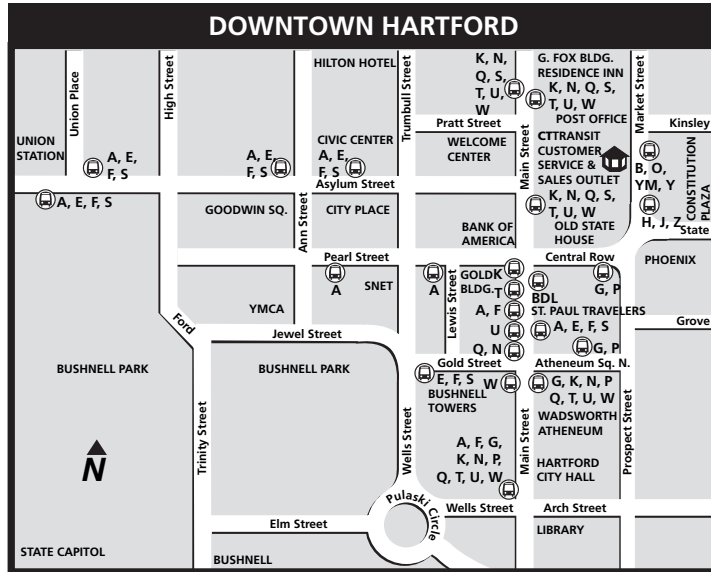 DOWNTOWN HARTFORD
Union Place
High Street
HILTON HOTEL
Trumbull Street
K, N,
Q, S,
T, U,
W
G. FOX BLDG.
RESIDENCE INN
K, N, Q, S,
T, U, W
POST OFFICE
Market Street
Pratt Street
Kinsley
UNION
STATION
A, E,
F, S
A, E,
F, S
CIVIC CENTER
A, E,
F, S
WELCOME
CENTER
Main Street
CTTRANSIT
CUSTOMER
SERVICE &
SALES OUTLET
B, O,
YM, Y
CONSTITUTION
PLAZA
Asylum Street
A, E, F, S
GOODWIN SQ.
Ann Street
CITY PLACE
K, N, Q, S,
T, U, W
H, J, Z
State
BANK OF
AMERICA
OLD STATE
HOUSE
Pearl Street
Central Row
PHOENIX
A
SNET
A
Lewis Street
GOLD
BLDG.
K
T
BDL
G, P
YMCA
A, F
ST. PAUL TRAVELERS
Ford
U
A, E, F, S
Grove
Jewel Street
Q, N
G, P
Gold Street
Atheneum Sq. N.
BUSHNELL PARK
BUSHNELL PARK
E, F, S
W
G, K, N, P
Q, T, U, W
BUSHNELL
TOWERS
WADSWORTH
ATHENEUM
Trinity Street
Wells Street
Main Street
Prospect Street
A, F, G,
K, N, P,
Q, T, U, W
HARTFORD
CITY HALL
N
Pulaski Circle
Wells Street
Arch Street
Elm Street
LIBRARY
STATE CAPITOL
BUSHNELL